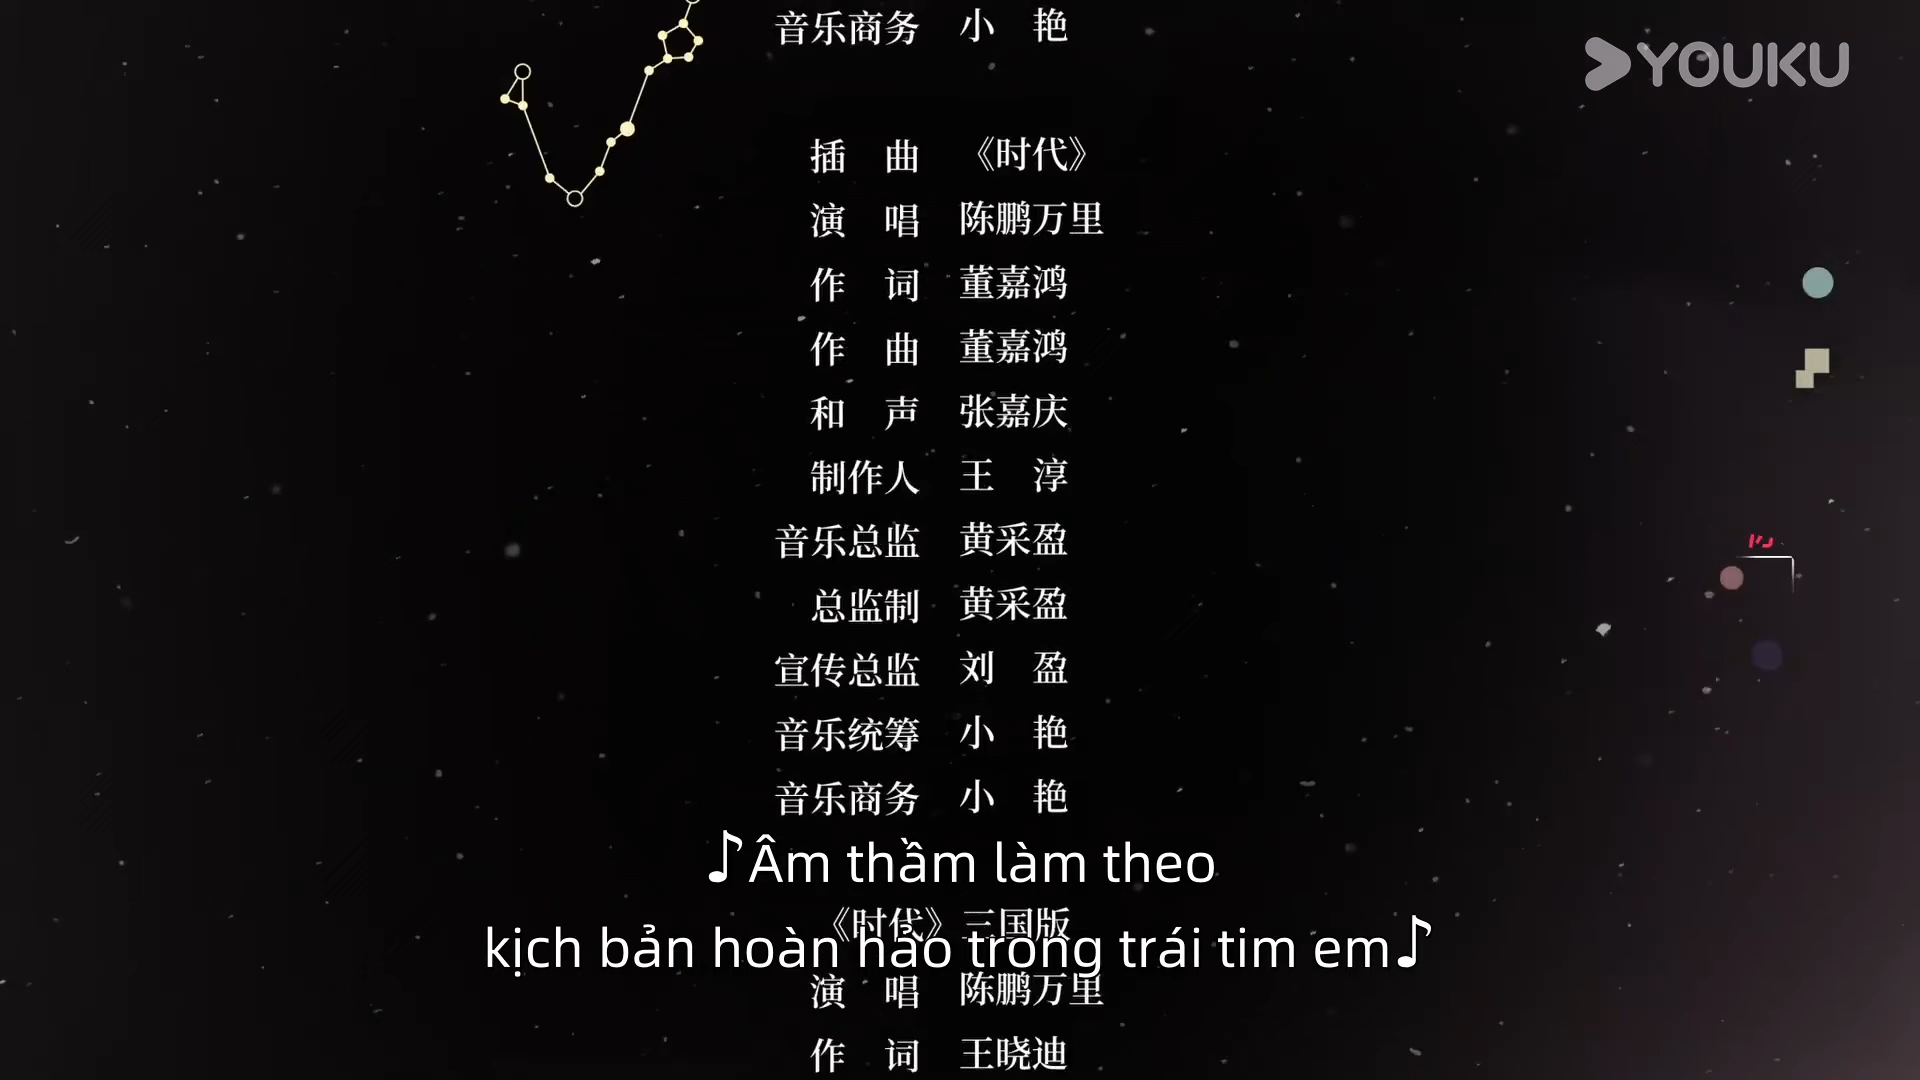 音乐商务 小 艳
YOUKU
插 曲 《时代》
演 唱 陈鹏万里
作 词 董嘉鸿
作 曲 董嘉鸿
和 声 张嘉庆
制作人 王 淳
音乐总监 黄采盈
总监制 黄采盈
宣传总监 刘 盈
音乐统筹 小 艳
音乐商务 小 艳
♪Âm thầm làm theo
《时代》三国版
kịch bản hoàn hảo trong trái tim em♪
演 唱 陈鹏万里
作 词 王晓迪